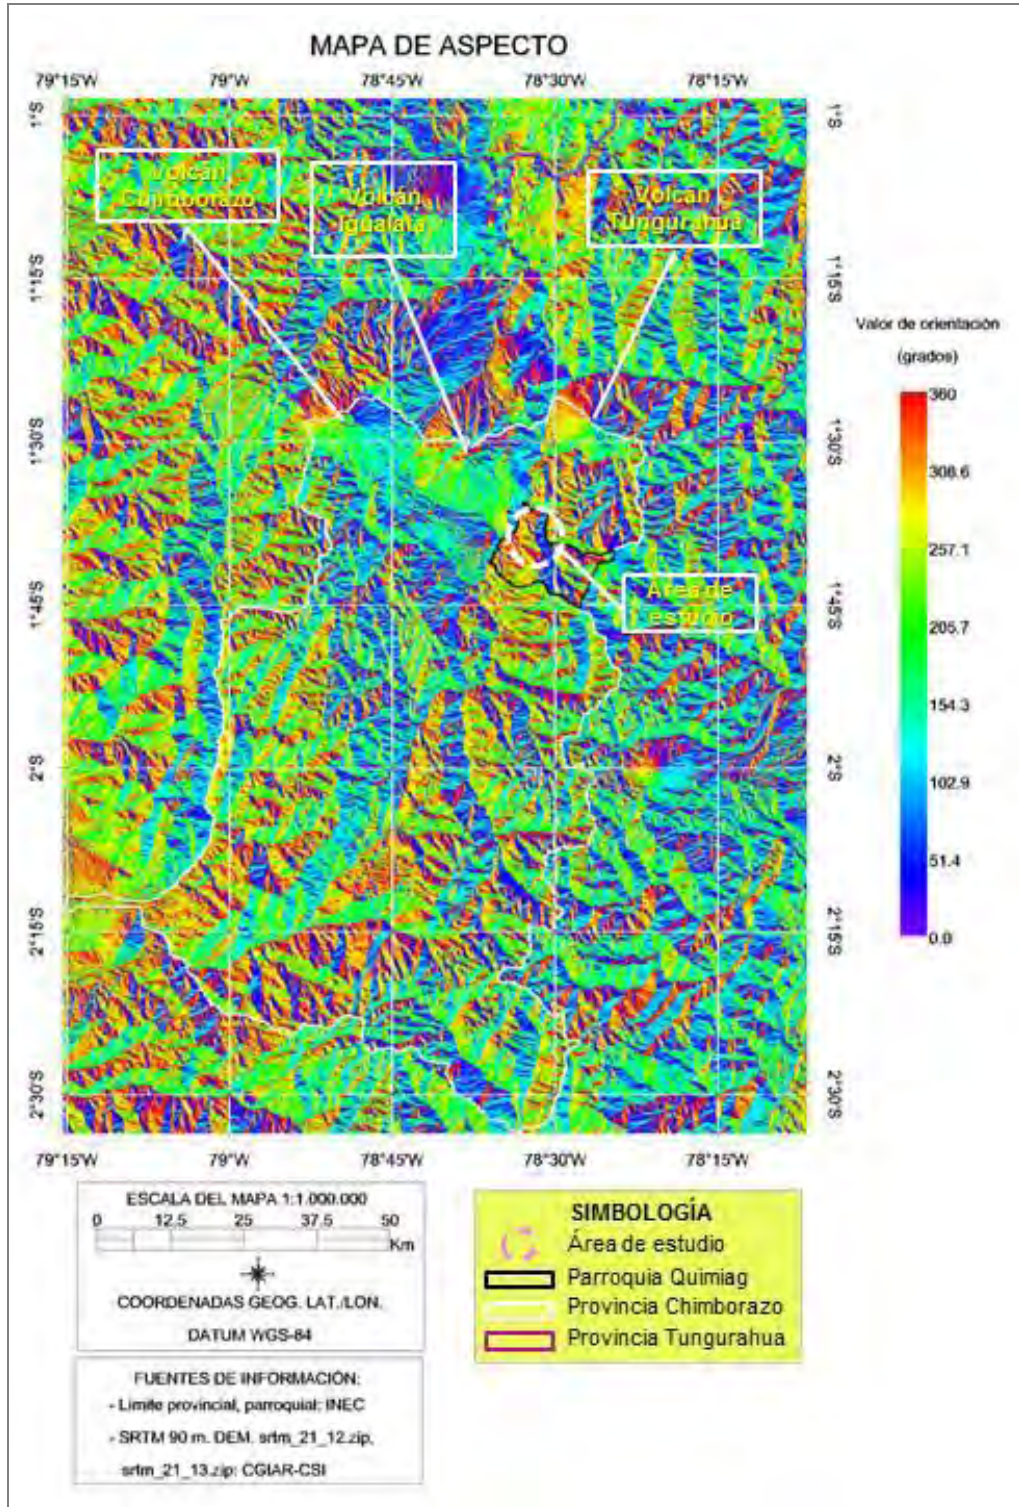 MAPA DE ASPECTO
79°15'W 79°W 78°45'W 78°30'W 78°15'W
1°S
1°S
Volcán
Chimborazo
Volcán
Igualata
Volcán
Tungurahua
1°15'S
1°15'S
Valor de orientación
(grados)
360
308.6
257.1
205.7
154.3
102.9
51.4
0.0
1°30'S
1°30'S
Área de
estudio
1°45'S
1°45'S
2°S
2°S
2°15'S
2°15'S
2°30'S
2°30'S
79°15'W 79°W 78°45'W 78°30'W 78°15'W
ESCALA DEL MAPA 1:1.000.000
0 12.5 25 37.5 50
Km
COORDENADAS GEOG. LAT./LON.
DATUM WGS-84
SIMBOLOGÍA
Área de estudio
Parroquia Quimiag
Provincia Chimborazo
Provincia Tungurahua
FUENTES DE INFORMACIÓN:
- Limite provincial, parroquial: INEC
- SRTM 90 m. DEM. srtm_21_12.zip,
srtm_21_13.zip: CGIAR-CSI